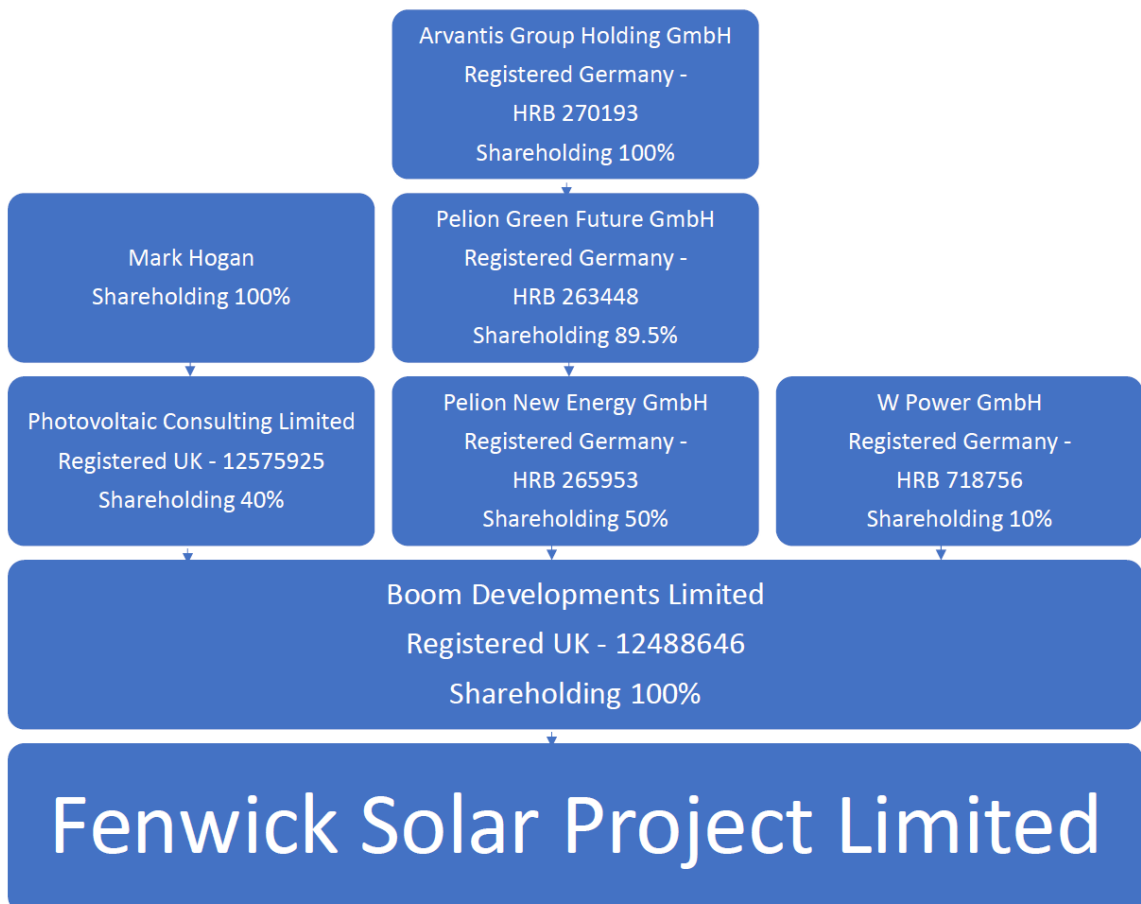 Arvantis Group Holding GmbH
Registered Germany -
HRB 270193
Shareholding 100%
Mark Hogan
Shareholding 100%
Pelion Green Future GmbH
Registered Germany -
HRB 263448
Shareholding 89.5%
Photovoltaic Consulting Limited
Registered UK - 12575925
Shareholding 40%
Pelion New Energy GmbH
Registered Germany -
HRB 265953
Shareholding 50%
W Power GmbH
Registered Germany -
HRB 718756
Shareholding 10%
Boom Developments Limited
Registered UK - 12488646
Shareholding 100%
Fenwick Solar Project Limited